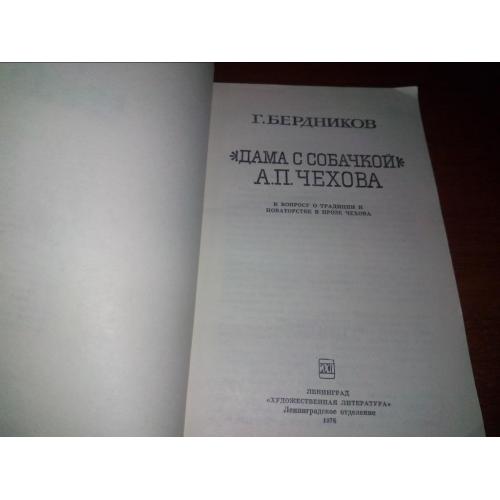 Г. БЕРДНИКОВ
«ДАМА С СОБАЧКОЙ»
А.П. ЧЕХОВА
К ВОПРОСУ О ТРАДИЦИИ И
НОВАТОРСТВЕ В ПРОЗЕ ЧЕХОВА
ЛЕНИНГРАД
«ХУДОЖЕСТВЕННАЯ ЛИТЕРАТУРА»
Ленинградское отделение
1976